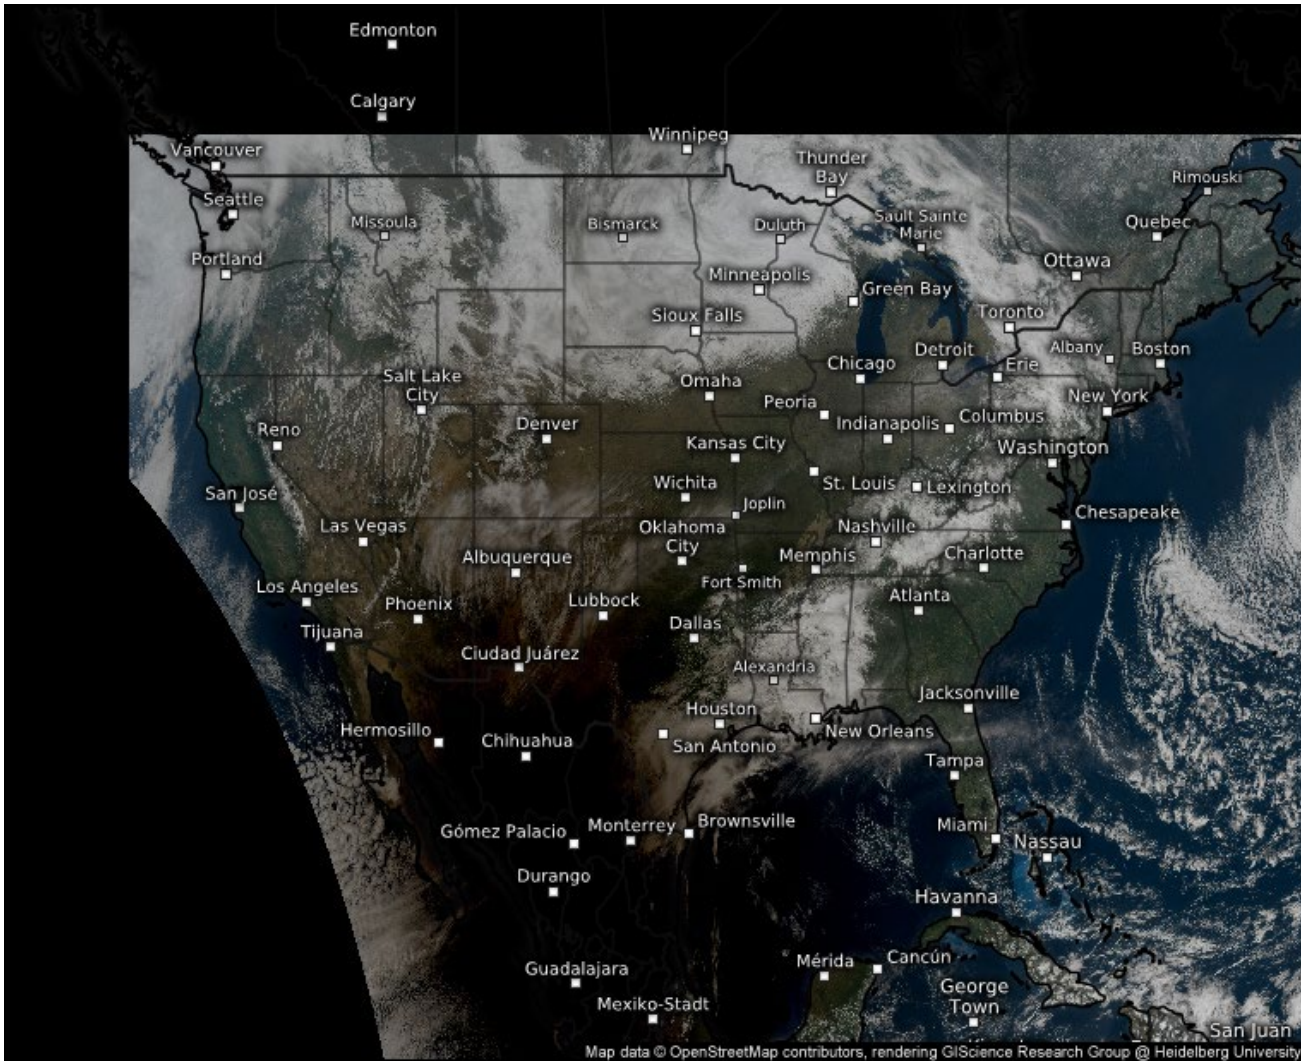 Edmonton
Calgary
Winnipeg
Vancouver
Thunder
Bay
Rimouski
Seattle
Missoula
Bismarck
Duluth
Sault Sainte
Marie
Quebec
Portland
Minneapolis
Ottawa
Green Bay
Sioux Falls
Toronto
Detroit
Albany
Boston
Chicago
Erie
Salt Lake
City
Omaha
New York
Peoria
Indianapolis
Columbus
Reno
Denver
Kansas City
Washington
San José
Wichita
St. Louis
Lexington
Joplin
Chesapeake
Las Vegas
Oklahoma
City
Nashville
Albuquerque
Memphis
Charlotte
Fort Smith
Los Angeles
Phoenix
Lubbock
Atlanta
Tijuana
Dallas
Ciudad Juárez
Alexandria
Jacksonville
Houston
Hermosillo
Chihuahua
San Antonio
New Orleans
Tampa
Gómez Palacio
Monterrey
Brownsville
Miami
Nassau
Durango
Havanna
Guadalajara
Mérida
Cancún
George
Town
Mexiko-Stadt
San Juan
Map data © OpenStreetMap contributors, rendering GIScience Research Group @ Heidelberg University